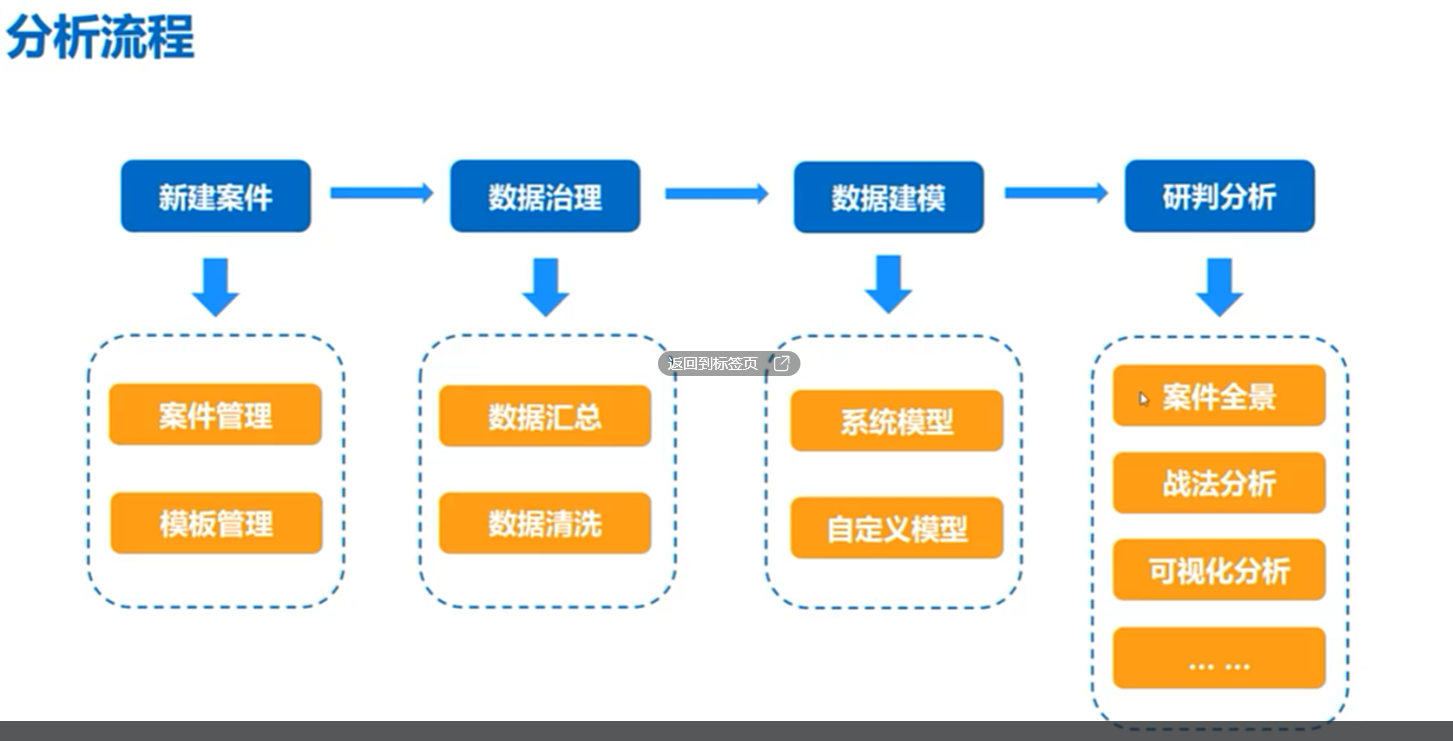 分析流程
新建案件
数据治理
数据建模
研判分析
案件管理
模板管理
数据汇总
数据清洗
返回到标签页
系统模型
自定义模型
案件全景
战法分析
可视化分析
... ...